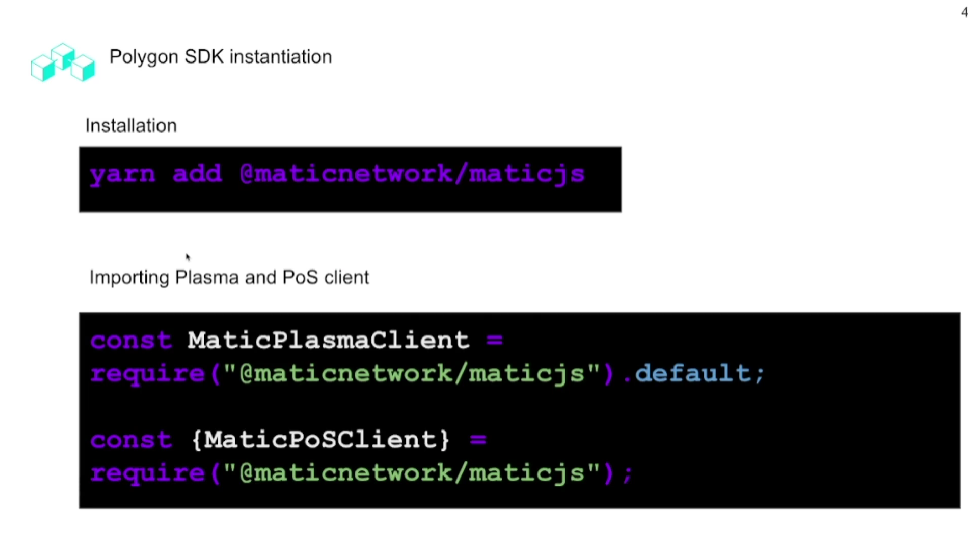 4
Polygon SDK instantiation
Installation
yarn add @maticnetwork/maticjs
Importing Plasma and PoS client
const MaticPlasmaClient =
require("@maticnetwork/maticjs").default;
const {MaticPoSClient} =
require("@maticnetwork/maticjs");